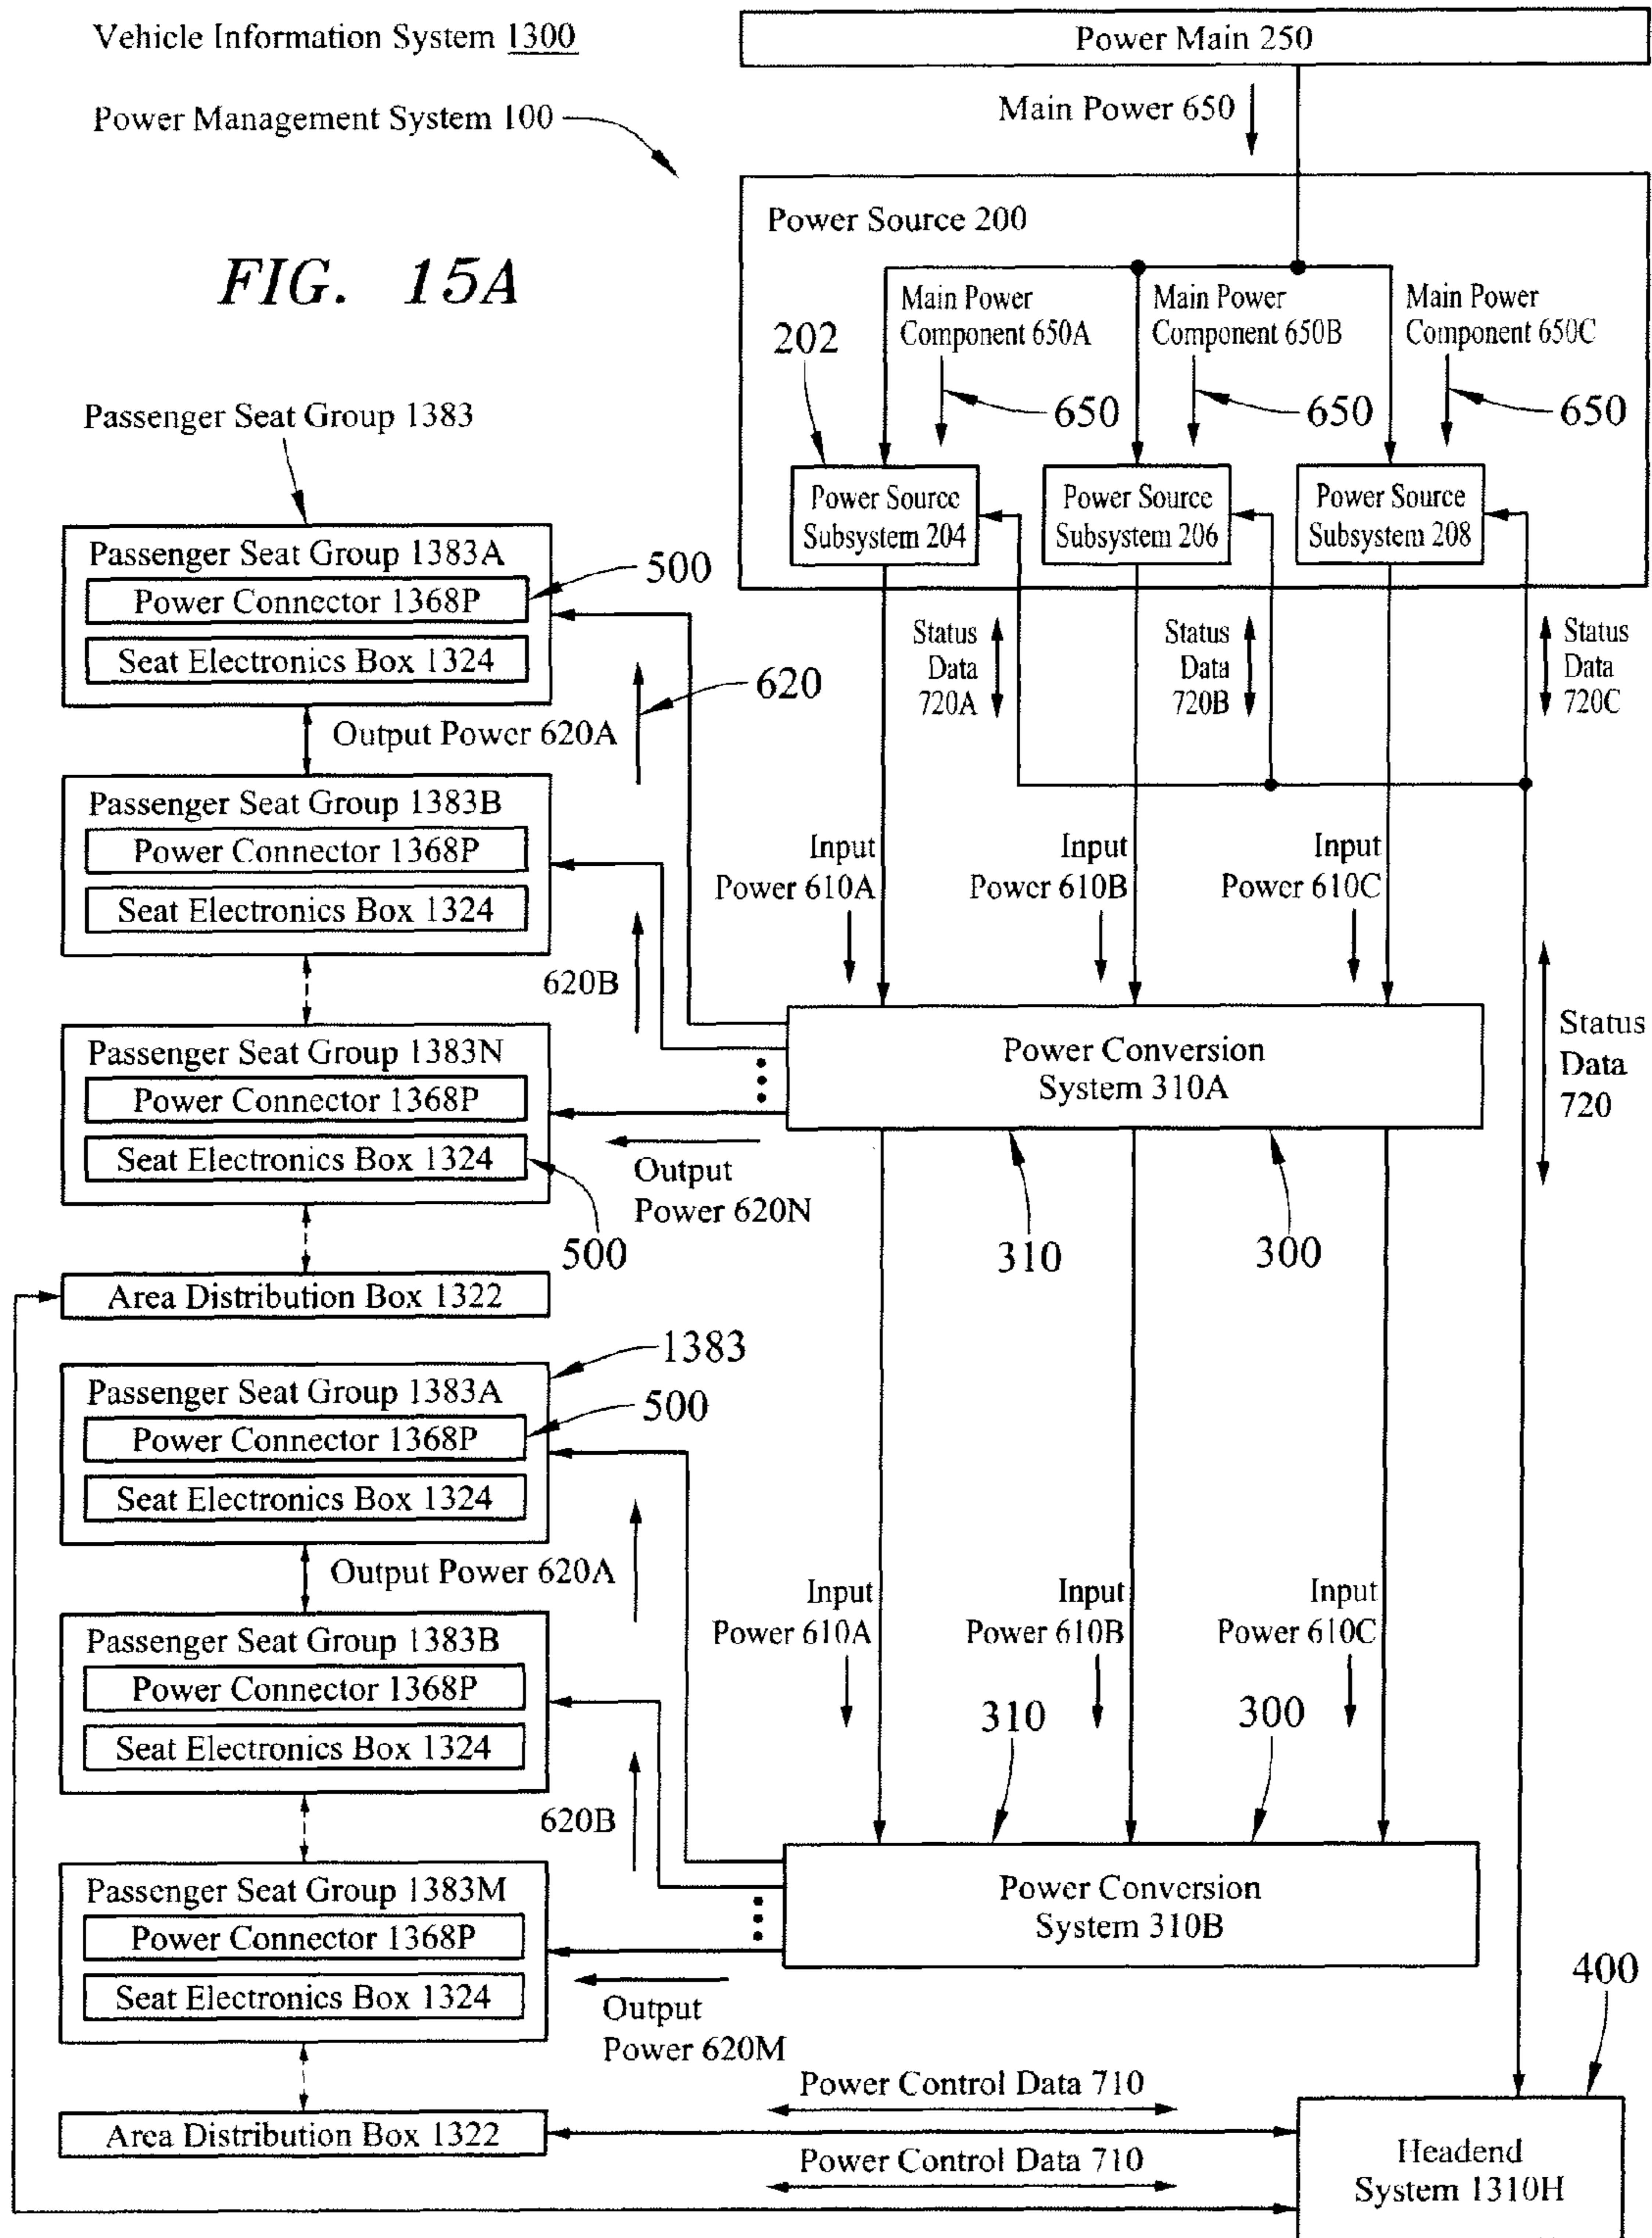 Vehicle Information System 1300
Power Main 250
Power Management System 100
Main Power 650
FIG. 15A
Power Source 200
202
Main Power
Component 650A
Main Power
Component 650B
Main Power
Component 650C
650
650
650
Power Source
Subsystem 204
Power Source
Subsystem 206
Power Source
Subsystem 208
Passenger Seat Group 1383
Passenger Seat Group 1383A
Power Connector 1368P
Seat Electronics Box 1324
500
Status
Data
720A
Status
Data
720B
Status
Data
720C
620
Output Power 620A
Passenger Seat Group 1383B
Power Connector 1368P
Seat Electronics Box 1324
Input
Power 610A
Input
Power 610B
Input
Power 610C
620B
Passenger Seat Group 1383N
Power Connector 1368P
Seat Electronics Box 1324
Power Conversion
System 310A
Status
Data
720
Output
Power 620N
500
310
300
Area Distribution Box 1322
1383
Passenger Seat Group 1383A
Power Connector 1368P
Seat Electronics Box 1324
500
Output Power 620A
Input
Power 610A
Input
Power 610B
Input
Power 610C
Passenger Seat Group 1383B
Power Connector 1368P
Seat Electronics Box 1324
310
300
620B
Passenger Seat Group 1383M
Power Connector 1368P
Seat Electronics Box 1324
Power Conversion
System 310B
Output
Power 620M
400
Power Control Data 710
Area Distribution Box 1322
Power Control Data 710
Headend
System 1310H